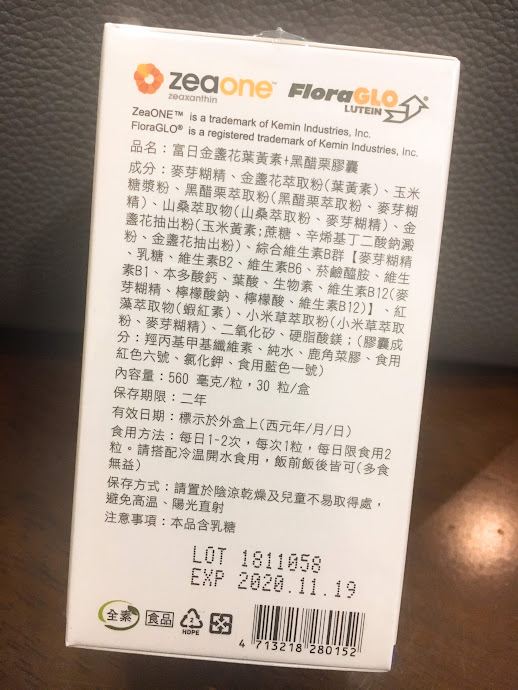 zeaone™
zeaxanthin
FloraGLO®
LUTEIN
ZeaONE™ is a trademark of Kemin Industries, Inc.
FloraGLO® is a registered trademark of Kemin Industries, Inc.
品名：富日金盞花葉黃素+黑醋栗膠囊
成分：麥芽糊精、金盞花萃取粉(葉黃素)、玉米
糖漿粉、黑醋栗萃取粉(黑醋栗萃取粉、麥芽糊
精)、山桑萃取物(山桑萃取粉、麥芽糊精)、金
盞花抽出粉(玉米黃素;蔗糖、辛烯基丁二酸鈉澱
粉、金盞花抽出粉)、綜合維生素B群【麥芽糊精
、乳糖、維生素B2、維生素B6、菸鹼醯胺、維生
素B1、本多酸鈣、葉酸、生物素、維生素B12(麥
芽糊精、檸檬酸鈉、檸檬酸、維生素B12)】、紅
藻萃取物(蝦紅素)、小米草萃取粉(小米草萃取
粉、麥芽糊精)、二氧化矽、硬脂酸鎂；(膠囊成
分：羥丙基甲基纖維素、純水、鹿角菜膠、食用
紅色六號、氯化鉀、食用藍色一號)
內容量：560 毫克/粒，30 粒/盒
保存期限：二年
有效日期：標示於外盒上(西元年/月/日)
食用方法：每日1-2次，每次1粒，每日限食用2
粒。請搭配冷溫開水食用，飯前飯後皆可(多食
無益)
保存方式：請置於陰涼乾燥及兒童不易取得處，
避免高溫、陽光直射
注意事項：本品含乳糖
LOT 1811058
EXP 2020.11.19
全素
食品
2
HDPE
4 713218 280152